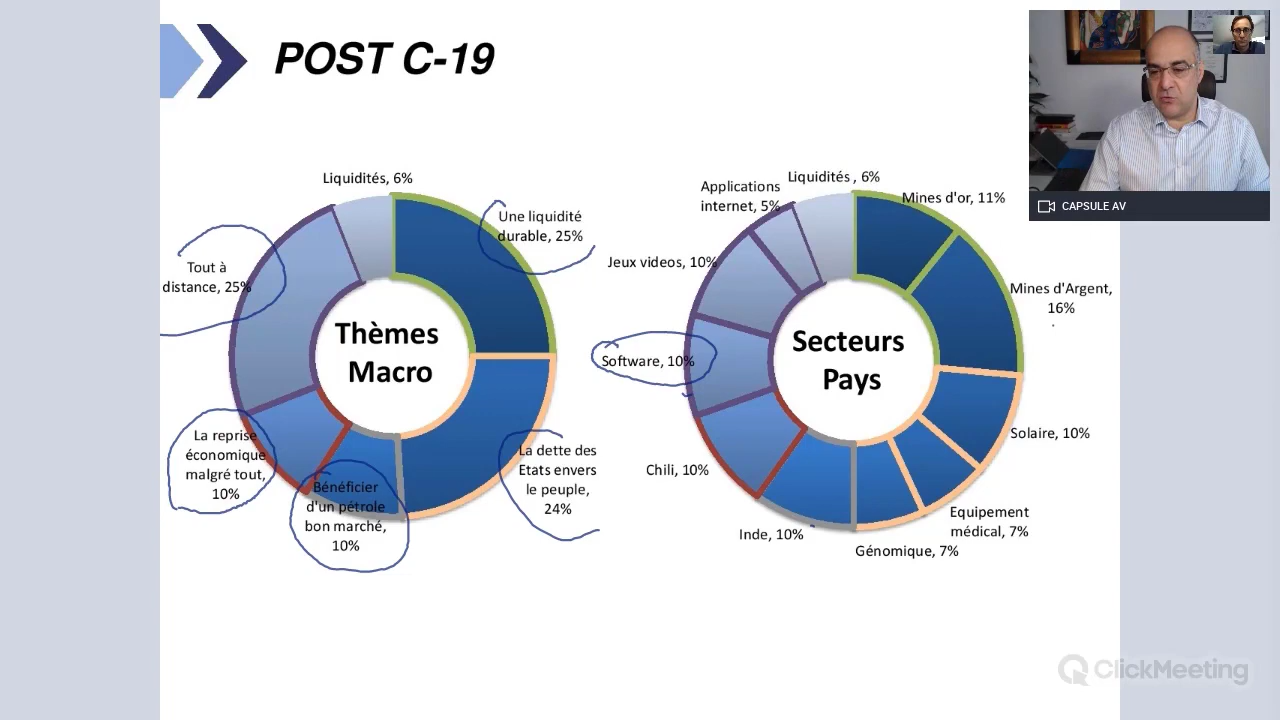 POST C-19
CAPSULE AV
Liquidités, 6%
Une liquidité
durable, 25%
Tout à
distance, 25%
Thèmes
Macro
La reprise
économique
malgré tout,
10%
Bénéficier
d'un pétrole
bon marché,
10%
La dette des
Etats envers
le peuple,
24%
Liquidités , 6%
Applications
internet, 5%
Mines d'or, 11%
Jeux videos, 10%
Mines d'Argent,
16%
Software, 10%
Secteurs
Pays
Solaire, 10%
Chili, 10%
Equipement
médical, 7%
Inde, 10%
Génomique, 7%
ClickMeeting